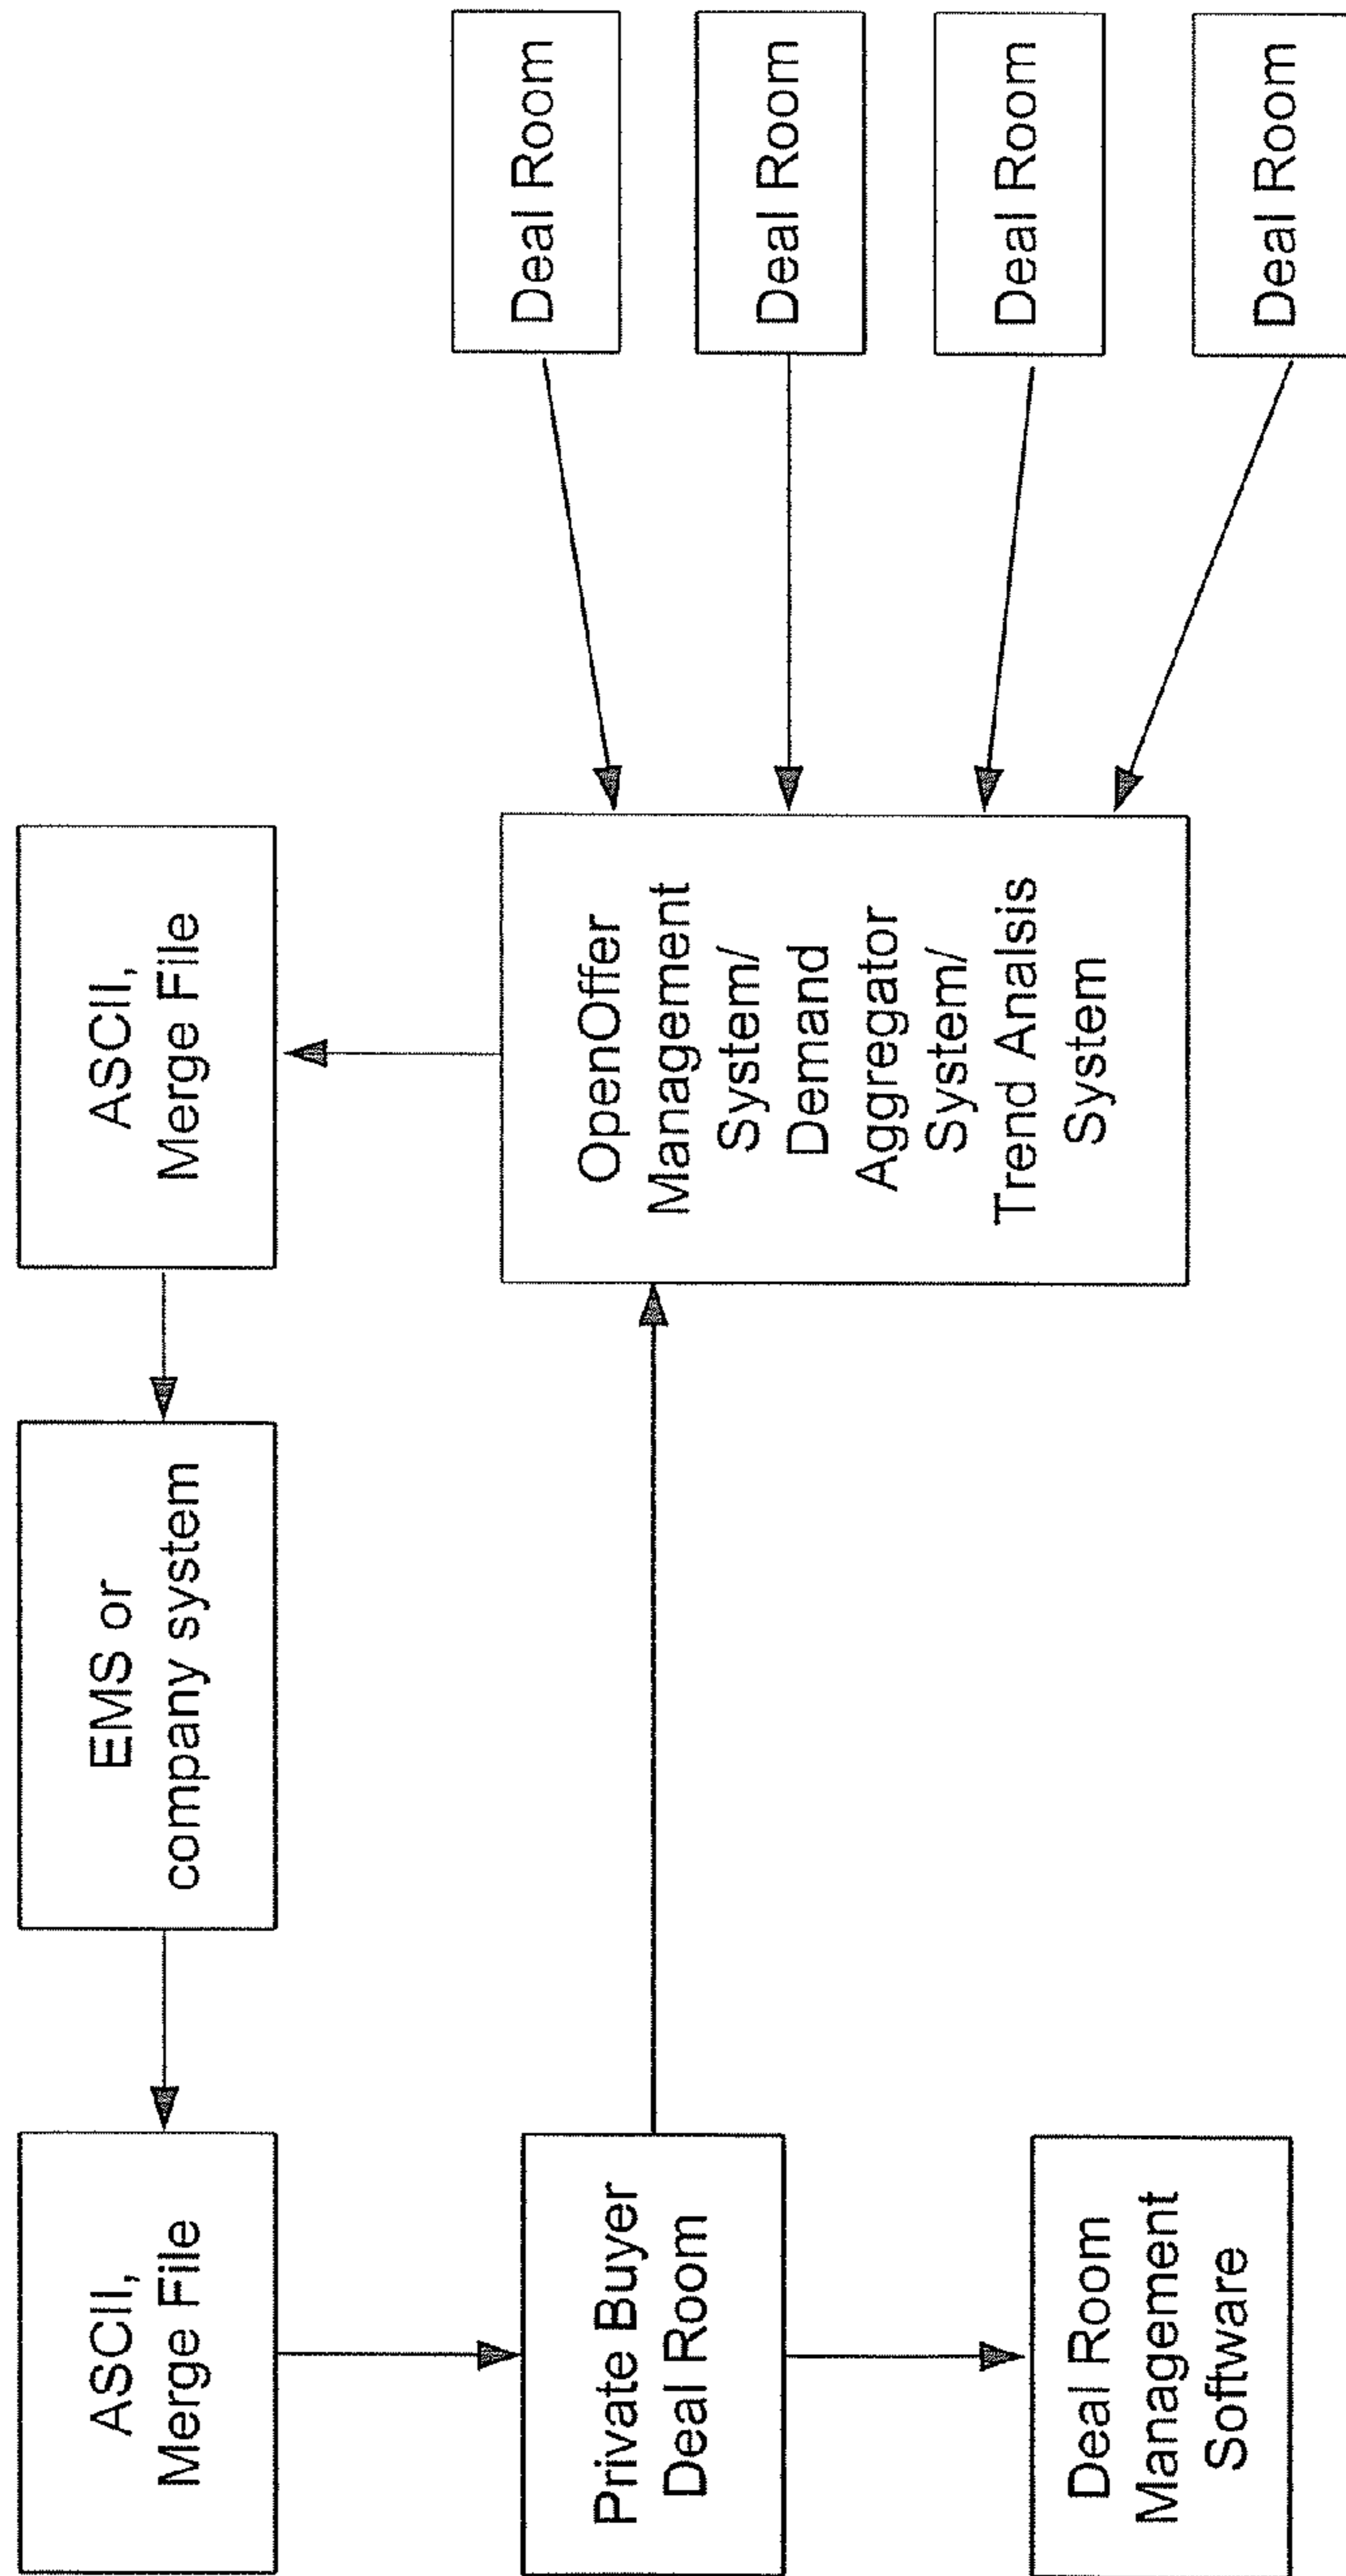 ASCII,
Merge File
EMS or
company system
ASCII,
Merge File
Private Buyer
Deal Room
OpenOffer
Management
System/
Demand
Aggregator
System/
Trend Analsis
System
Deal Room
Deal Room
Deal Room
Deal Room
Deal Room
Management
Software